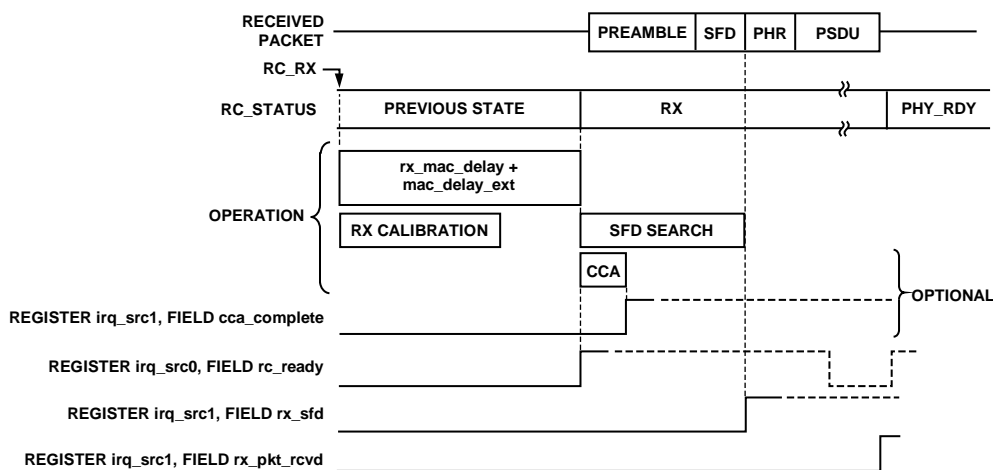 RECEIVED
PACKET
PREAMBLE SFD PHR PSDU
RC_RX
RC_STATUS PREVIOUS STATE RX PHY_RDY
rx_mac_delay +
mac_delay_ext
OPERATION
RX CALIBRATION SFD SEARCH
CCA
OPTIONAL
REGISTER irq_src1, FIELD cca_complete
REGISTER irq_src0, FIELD rc_ready
REGISTER irq_src1, FIELD rx_sfd
REGISTER irq_src1, FIELD rx_pkt_rcvd